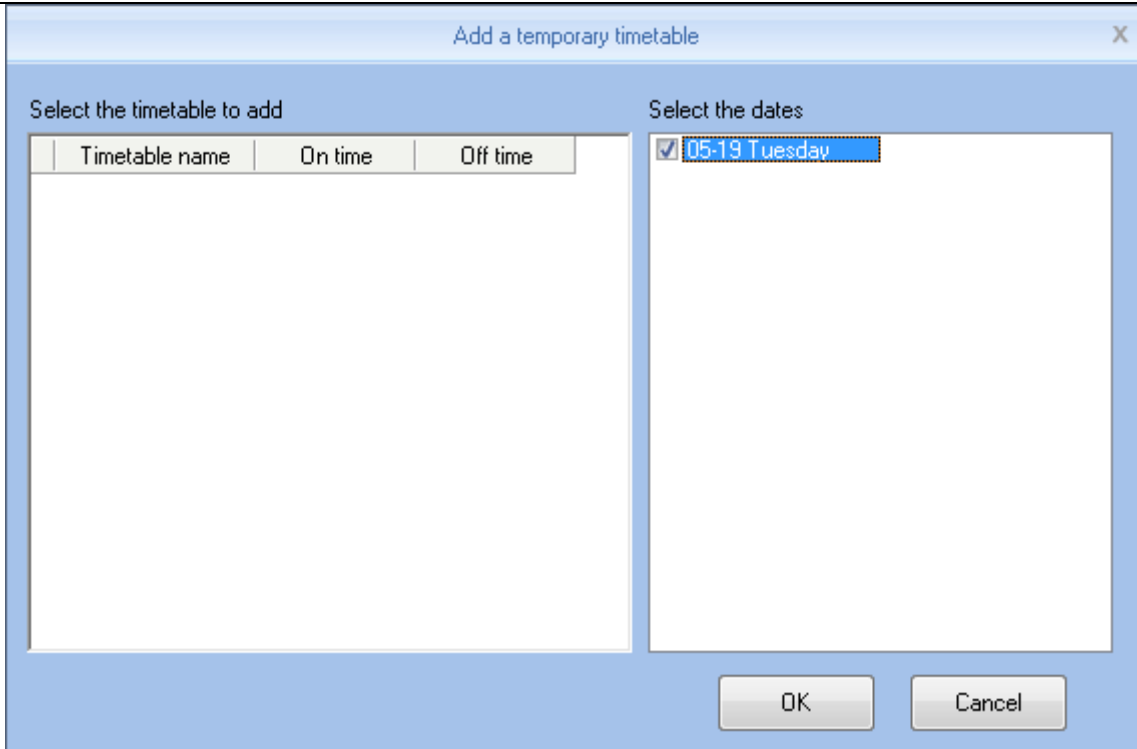 Add a temporary timetable
X
Select the timetable to add
Timetable name On time Off time
Select the dates
05-19 Tuesday
OK Cancel